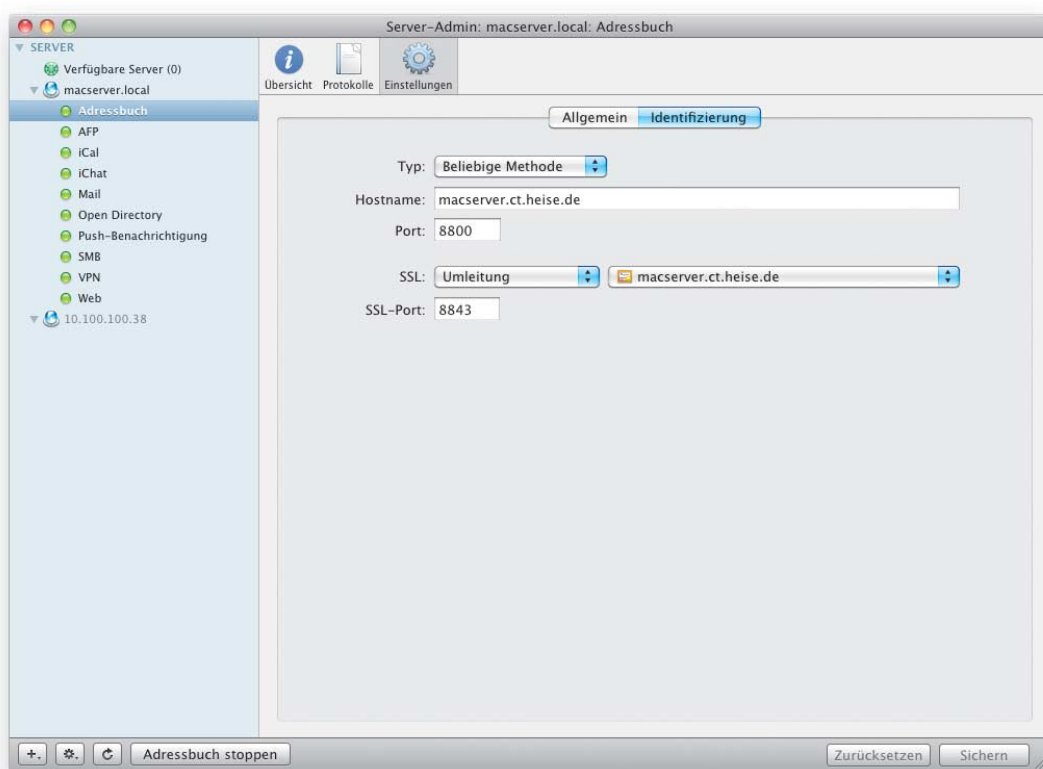 Server-Admin: macserver.local: Adressbuch
SERVER
Verfügbare Server (0)
macserver.local
Adressbuch
AFP
iCal
iChat
Mail
Open Directory
Push-Benachrichtigung
SMB
VPN
Web
10.100.100.38
Übersicht Protokolle Einstellungen
Allgemein Identifizierung
Typ: Beliebige Methode
Hostname: macserver.ct.heise.de
Port: 8800
SSL: Umleitung macserver.ct.heise.de
SSL-Port: 8843
Adressbuch stoppen
Zurücksetzen Sichern